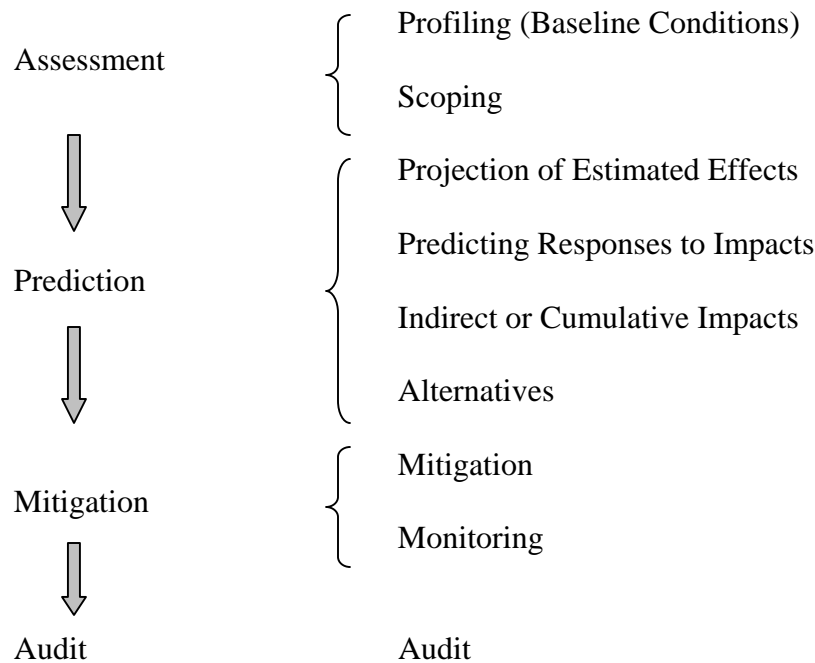 Profiling (Baseline Conditions)
Assessment
Scoping
Projection of Estimated Effects
Predicting Responses to Impacts
Prediction
Indirect or Cumulative Impacts
Alternatives
Mitigation
Mitigation
Monitoring
Audit Audit